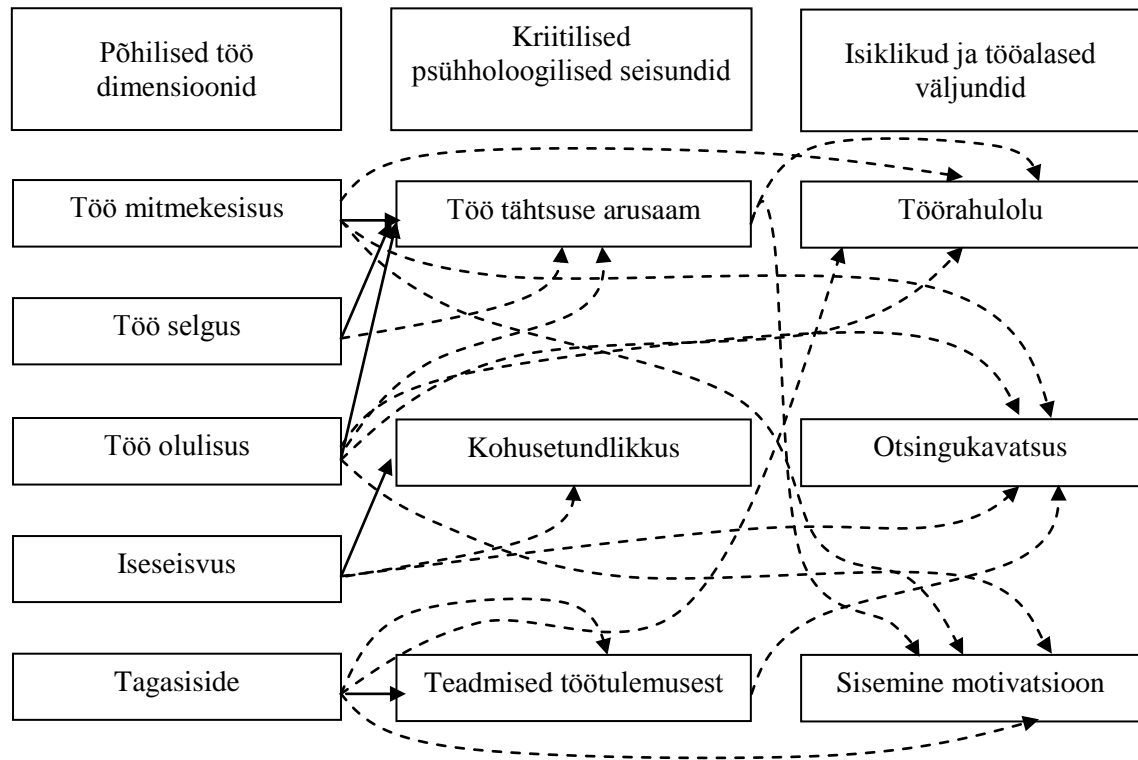 Põhilised töö
dimensioonid
Kriitilised
psühholoogilised seisundid
Isiklikud ja tööalased
väljundid
Töö mitmekesisus
Töö tähtsuse arusaam
Töörahulolu
Töö selgus
Töö olulisus
Kohusetundlikkus
Otsingukavatsus
Iseseisvus
Tagasiside
Teadmised töötulemusest
Sisemine motivatsioon